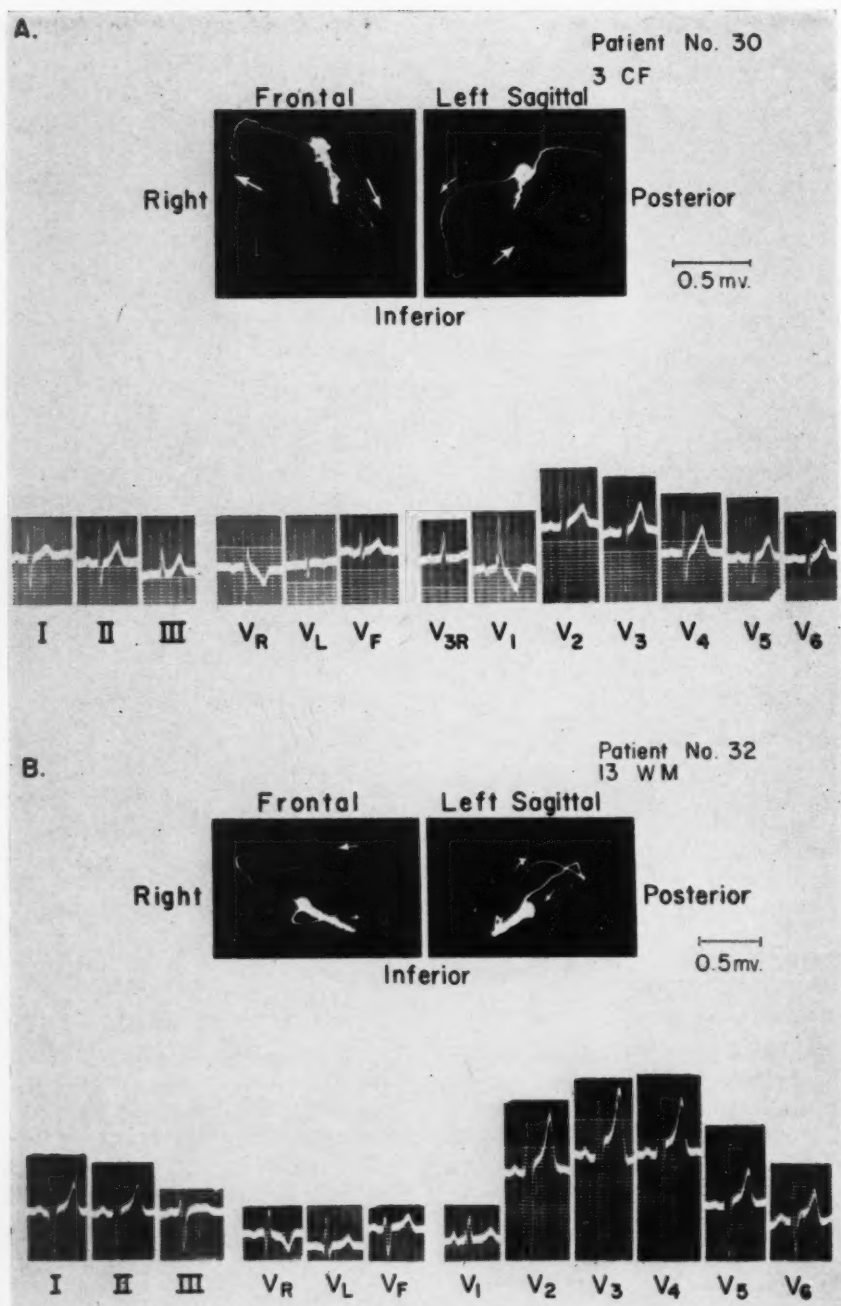 A.
Patient No. 30
3 CF
Frontal Left Sagittal
Right Posterior
0.5 mv.
Inferior
I II III VR VL VF V3R V1 V2 V3 V4 V5 V6
B.
Patient No. 32
13 WM
Frontal Left Sagittal
Right Posterior
0.5 mv.
Inferior
I II III VR VL VF V1 V2 V3 V4 V5 V6